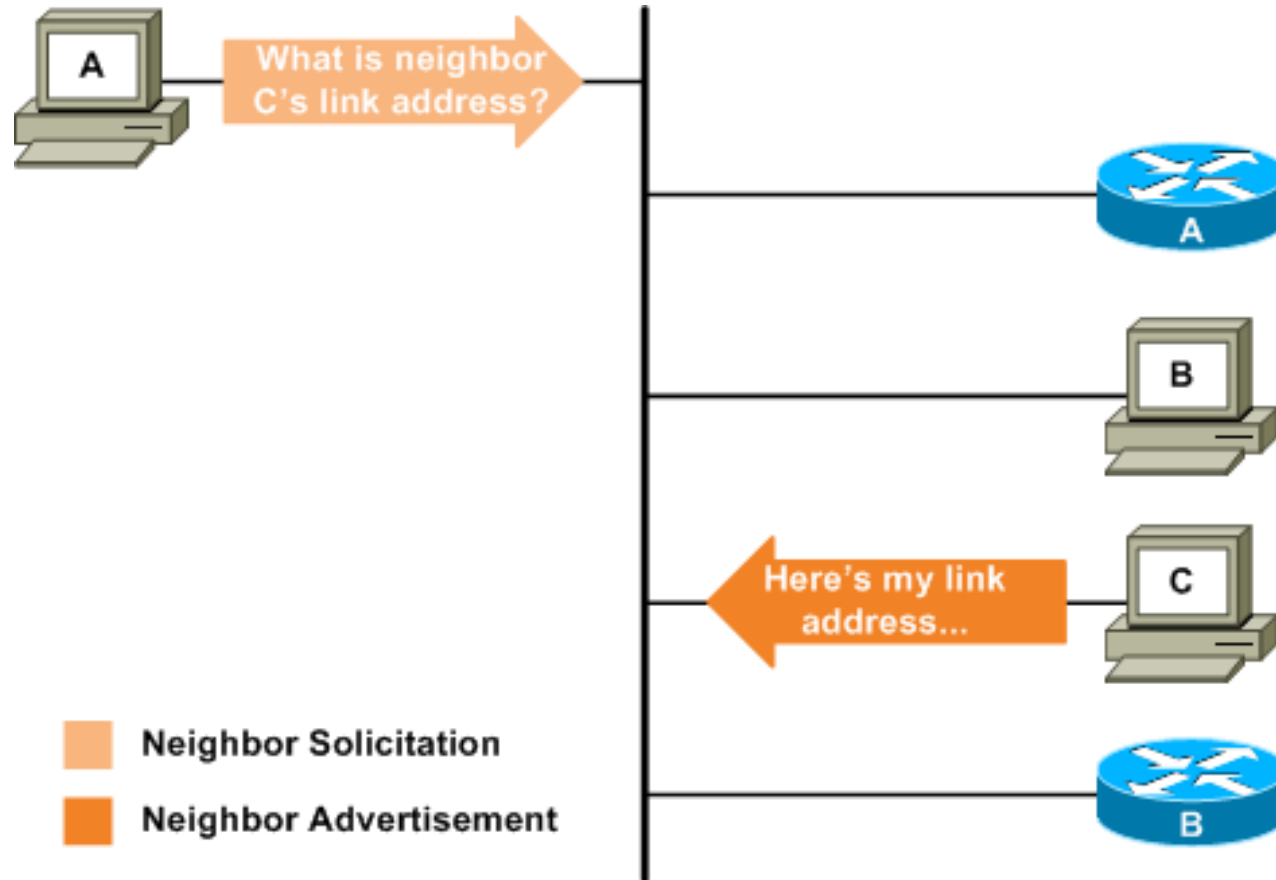 A
What is neighbor
C’s link address?
A
B
Here’s my link
address...
C
Neighbor Solicitation
Neighbor Advertisement
B